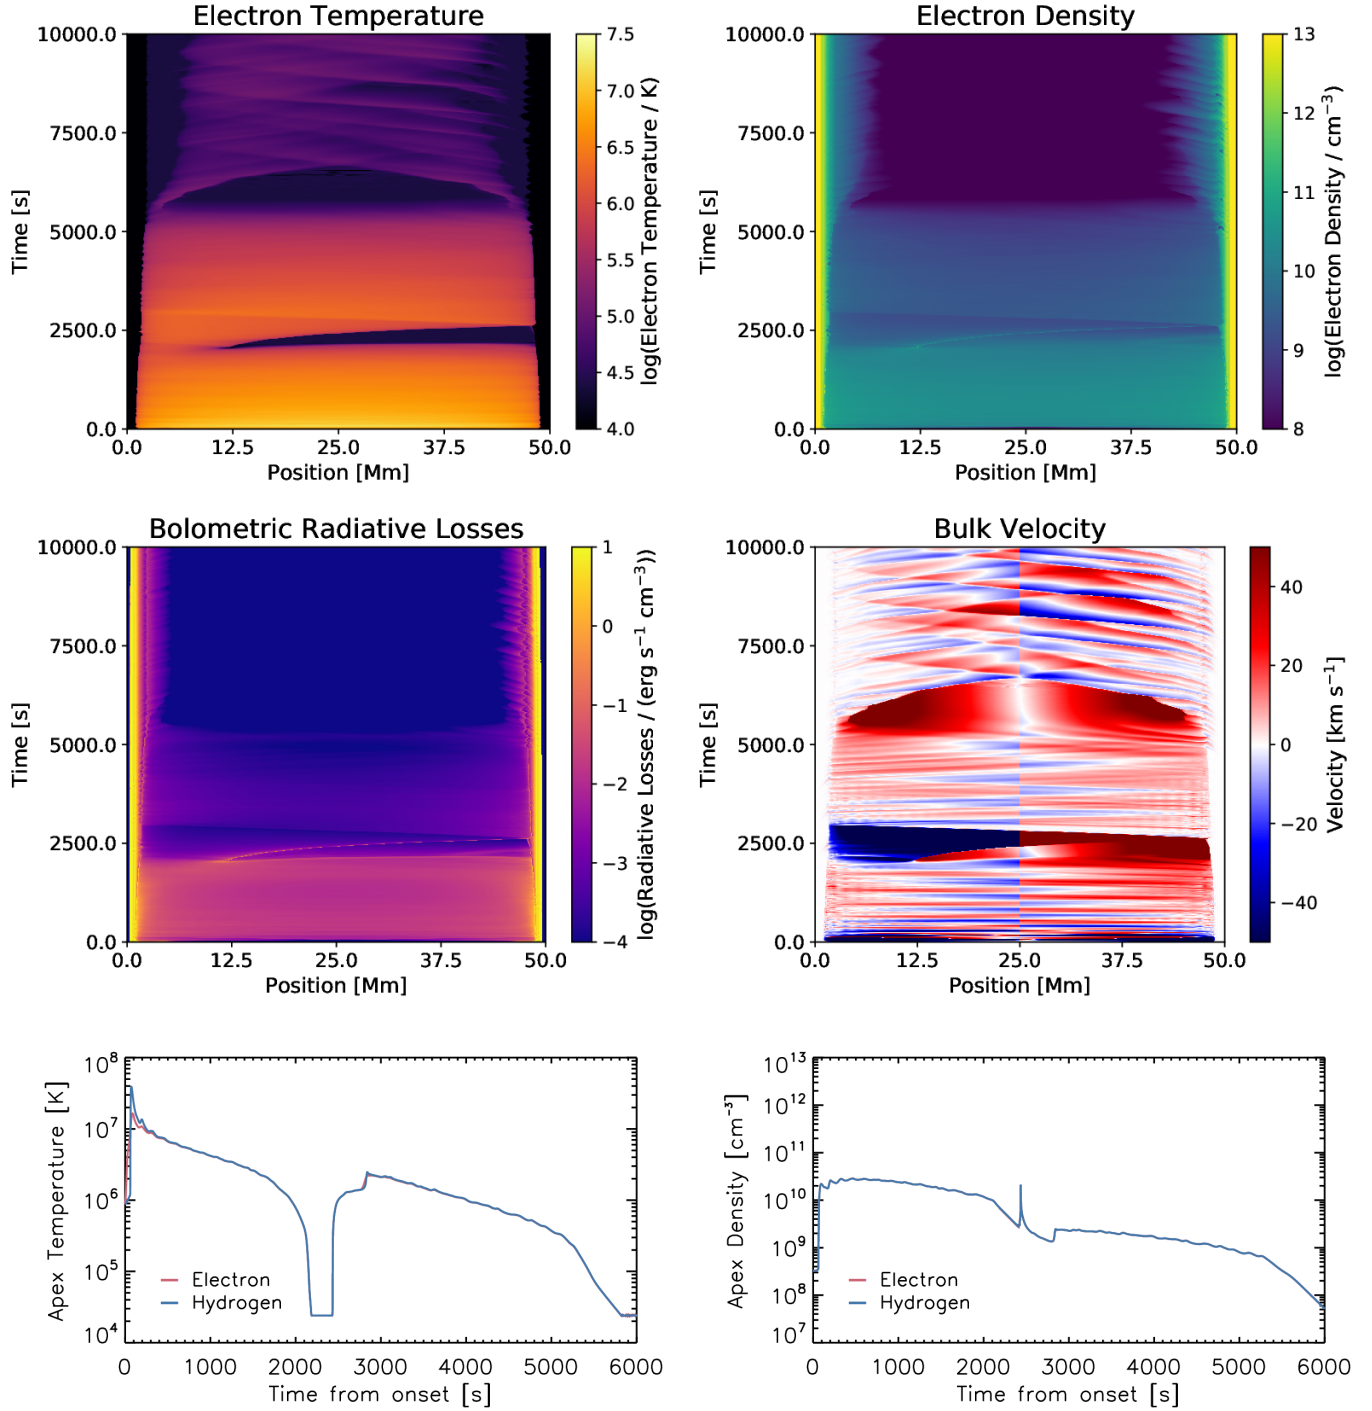 Electron Temperature
10000.0
7500.0
5000.0
2500.0
0.0
Time [s]
0.0 12.5 25.0 37.5 50.0
Position [Mm]
7.5
7.0
6.5
6.0
5.5
5.0
4.5
4.0
log(Electron Temperature / K)
Electron Density
10000.0
7500.0
5000.0
2500.0
0.0
Time [s]
0.0 12.5 25.0 37.5 50.0
Position [Mm]
13
12
11
10
9
8
log(Electron Density / cm⁻³)
Bolometric Radiative Losses
10000.0
7500.0
5000.0
2500.0
0.0
Time [s]
0.0 12.5 25.0 37.5 50.0
Position [Mm]
1
0
−1
−2
−3
−4
log(Radiative Losses / (erg s⁻¹ cm⁻³))
Bulk Velocity
10000.0
7500.0
5000.0
2500.0
0.0
Time [s]
0.0 12.5 25.0 37.5 50.0
Position [Mm]
40
20
0
−20
−40
Velocity [km s⁻¹]
10⁸
10⁷
10⁶
10⁵
10⁴
Apex Temperature [K]
Electron
Hydrogen
0 1000 2000 3000 4000 5000 6000
Time from onset [s]
10¹³
10¹²
10¹¹
10¹⁰
10⁹
10⁸
10⁷
Apex Density [cm⁻³]
Electron
Hydrogen
0 1000 2000 3000 4000 5000 6000
Time from onset [s]